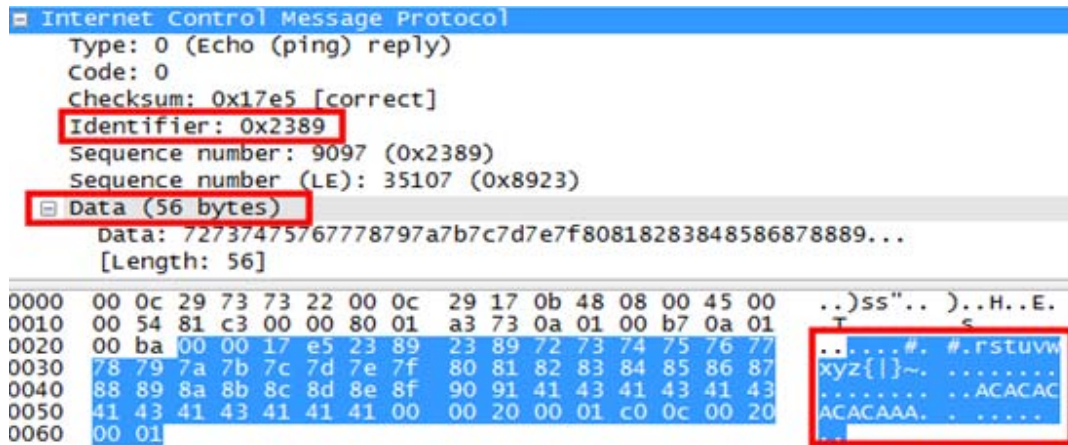 Internet Control Message Protocol
Type: 0 (Echo (ping) reply)
Code: 0
Checksum: 0x17e5 [correct]
Identifier: 0x2389
Sequence number: 9097 (0x2389)
Sequence number (LE): 35107 (0x8923)
Data (56 bytes)
Data: 72737475767778797a7b7c7d7e7f80818283848586878889...
[Length: 56]
0000 00 0c 29 73 73 22 00 0c 29 17 0b 48 08 00 45 00 ..)ss".. )..H..E.
0010 00 54 81 c3 00 00 80 01 a3 73 0a 01 00 b7 0a 01 .T...... .s......
0020 00 ba 00 00 17 e5 23 89 23 89 72 73 74 75 76 77 ......#. #.rstuvw
0030 78 79 7a 7b 7c 7d 7e 7f 80 81 82 83 84 85 86 87 xyz{|}~. ........
0040 88 89 8a 8b 8c 8d 8e 8f 90 91 41 43 41 43 41 43 ........ ..ACACAC
0050 41 43 41 43 41 41 41 00 00 20 00 01 c0 0c 00 20 ACACAAA. . .....
0060 00 01 ..